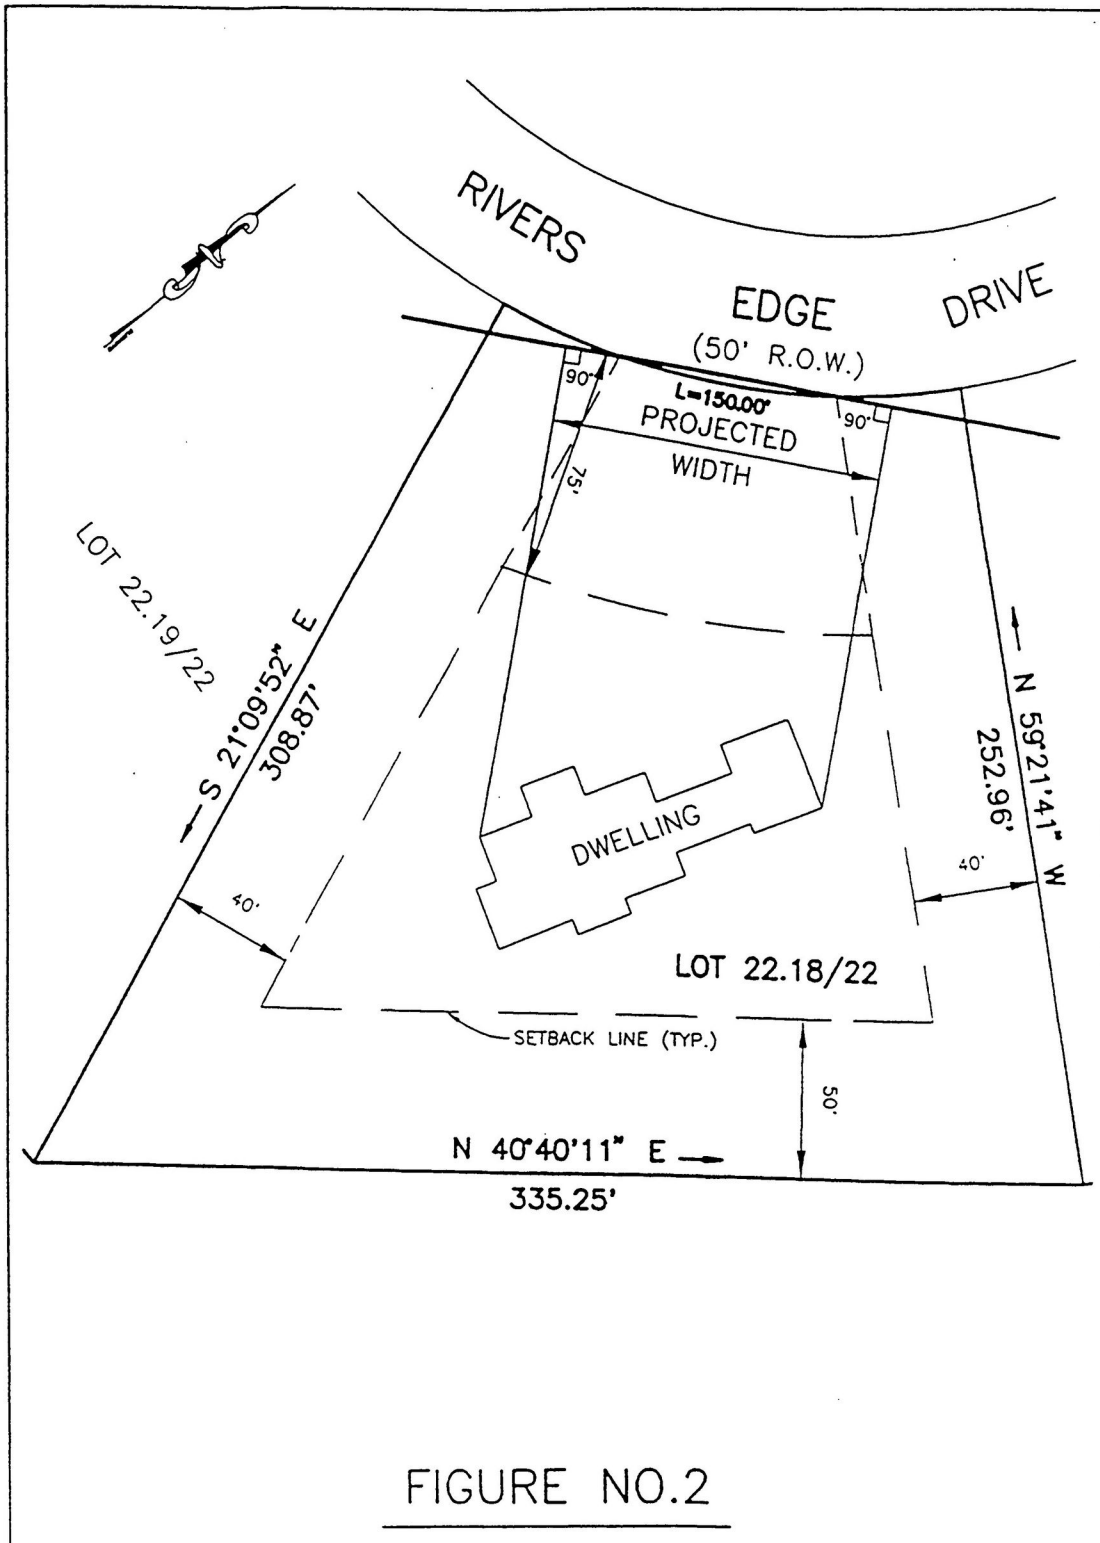 RIVERS
EDGE
DRIVE
(50' R.O.W.)
90°
L=150.00'
90°
PROJECTED
WIDTH
75'
LOT 22.19/22
S 21°09'52" E
308.87'
N 59°21'41" W
252.96'
DWELLING
40'
40'
LOT 22.18/22
SETBACK LINE (TYP.)
50'
N 40°40'11" E
335.25'
FIGURE NO.2